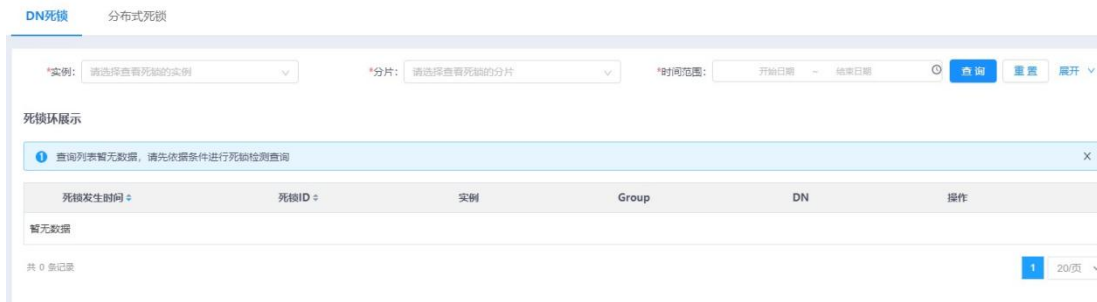 DN死锁 分布式死锁
*实例: 请选择查看死锁的实例 *分片: 请选择查看死锁的分片 *时间范围: 开始日期 ~ 结束日期 查 询 重 置 展开
死锁环展示
查询列表暂无数据，请先依据条件进行死锁检测查询 X
死锁发生时间 死锁ID 实例 Group DN 操作
暂无数据
共 0 条记录 1 20/页